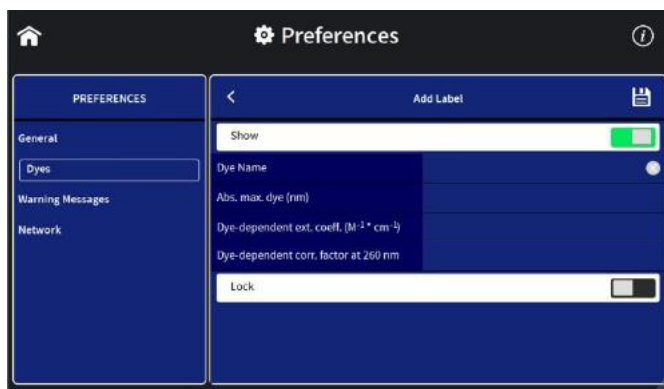 Preferences
PREFERENCES
General
Dyes
Warning Messages
Network
Add Label
Show
Dye Name
Abs. max. dye (nm)
Dye-dependent ext. coeff. (M⁻¹ * cm⁻¹)
Dye-dependent corr. factor at 260 nm
Lock